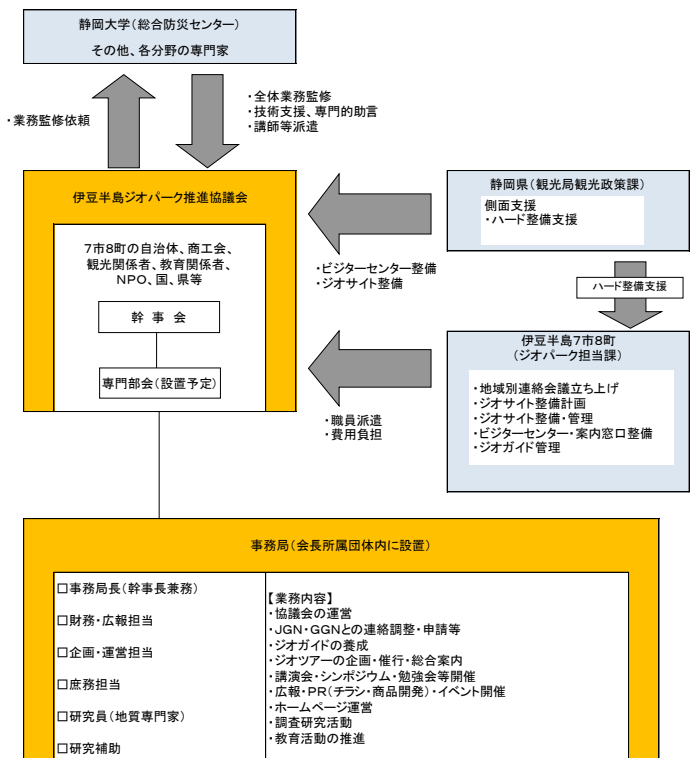 静岡大学(総合防災センター)
その他、各分野の専門家
・業務監修依頼
・全体業務監修
・技術支援、専門的助言
・講師等派遣
伊豆半島ジオパーク推進協議会
7市8町の自治体、商工会、
観光関係者、教育関係者、
NPO、国、県等
幹 事 会
専門部会(設置予定)
・ビジターセンター整備
・ジオサイト整備
静岡県(観光局観光政策課)
側面支援
・ハード整備支援
ハード整備支援
伊豆半島7市8町
(ジオパーク担当課)
・地域別連絡会議立ち上げ
・ジオサイト整備計画
・ジオサイト整備・管理
・ビジターセンター・案内窓口整備
・ジオガイド管理
・職員派遣
・費用負担
事務局(会長所属団体内に設置)
□事務局長(幹事長兼務)
□財務・広報担当
□企画・運営担当
□庶務担当
□研究員(地質専門家)
□研究補助
【業務内容】
・協議会の運営
・JGN・GGNとの連絡調整・申請等
・ジオガイドの養成
・ジオツアーの企画・催行・総合案内
・講演会・シンポジウム・勉強会等開催
・広報・PR(チラシ・商品開発)・イベント開催
・ホームページ運営
・調査研究活動
・教育活動の推進